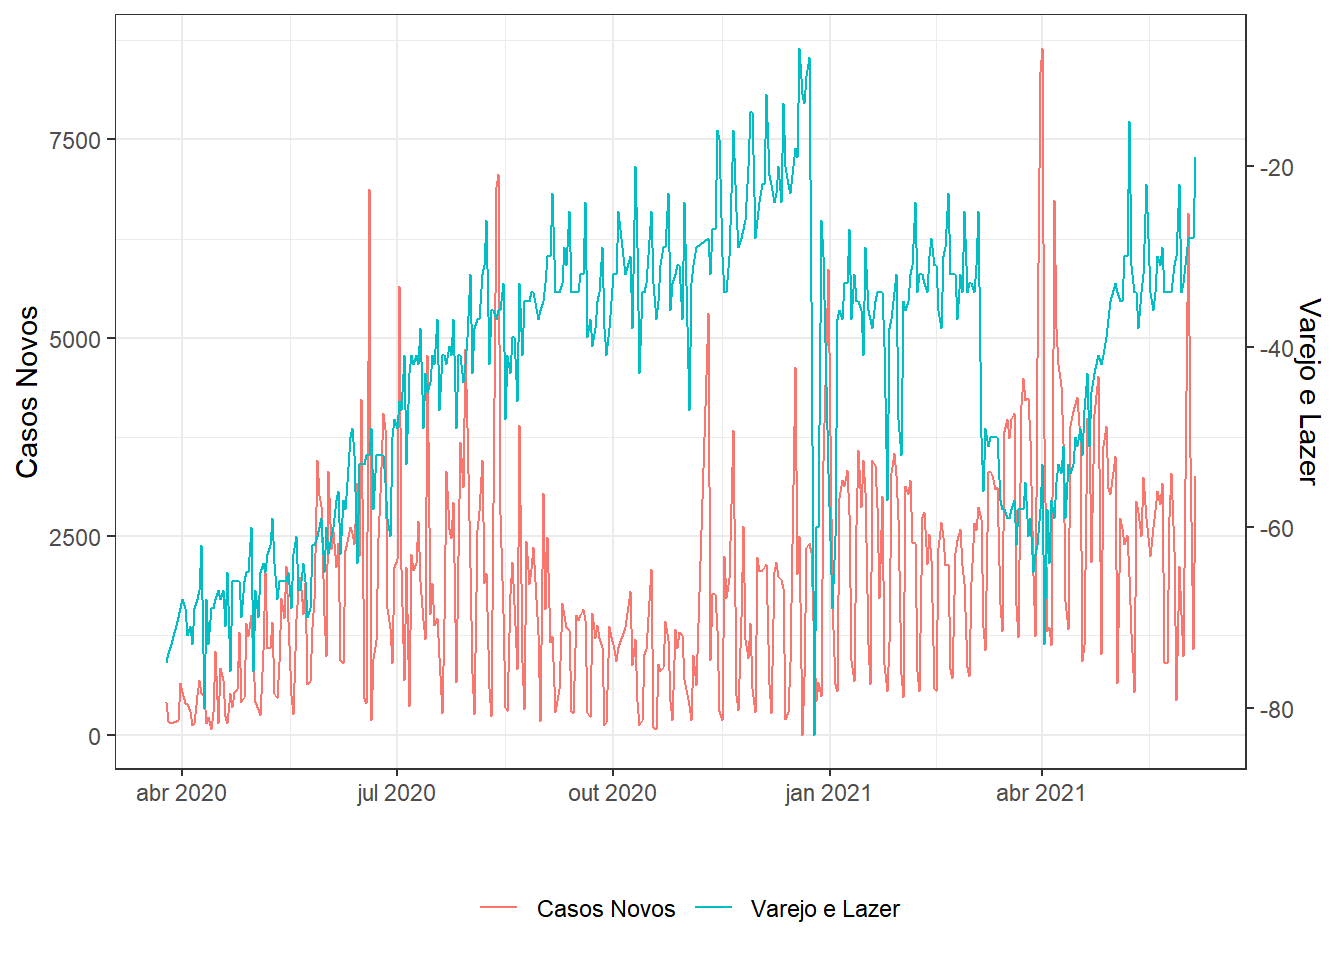 Casos Novos
7500
5000
2500
0
-20
-40
-60
-80
Varejo e Lazer
abr 2020
jul 2020
out 2020
jan 2021
abr 2021
Casos Novos
Varejo e Lazer